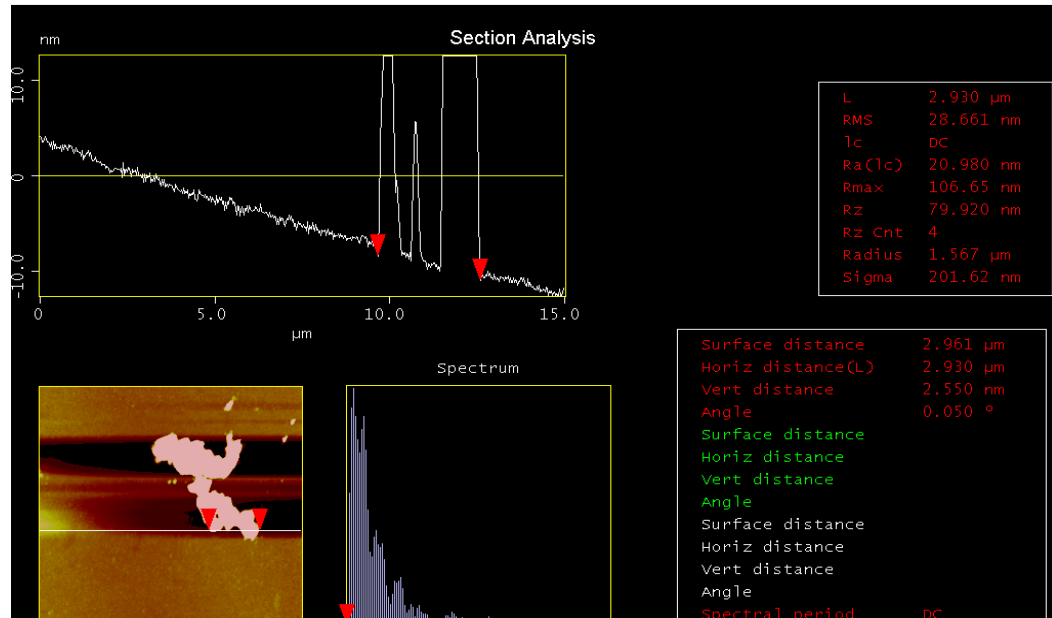 Section Analysis
nm
10.0
0
-10.0
0 5.0 10.0 15.0
µm
L 2.930 µm
RMS 28.661 nm
lc DC
Ra(lc) 20.980 nm
Rmax 106.65 nm
Rz 79.920 nm
Rz Cnt 4
Radius 1.567 µm
Sigma 201.62 nm
Spectrum
Surface distance 2.961 µm
Horiz distance(L) 2.930 µm
Vert distance 2.550 nm
Angle 0.050 °
Surface distance
Horiz distance
Vert distance
Angle
Surface distance
Horiz distance
Vert distance
Angle
Spectral period DC